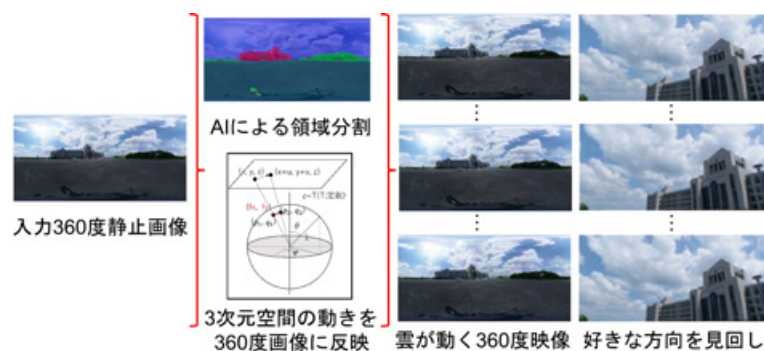 AIによる領域分割
入力360度静止画像
(x, y, z)
(x+u, y+v, z)
z=T(T:定数)
θ
φ
3次元空間の動きを
360度画像に反映
雲が動く360度映像
好きな方向を見回し